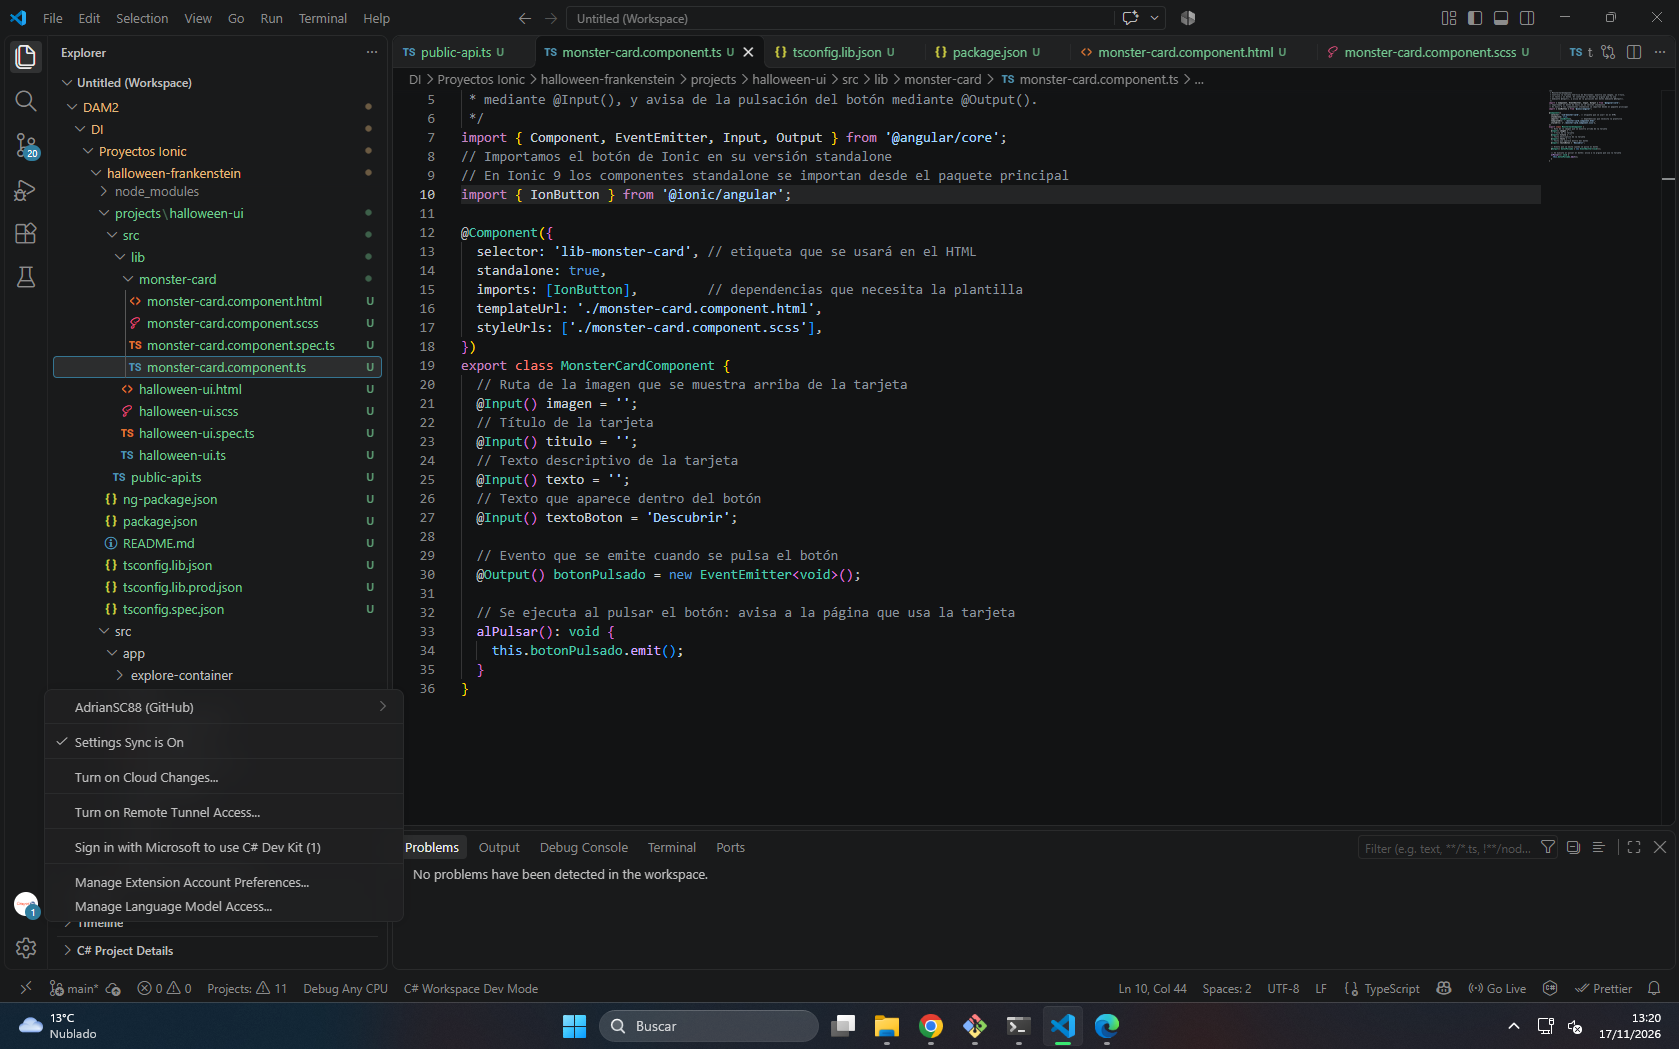 File Edit Selection View Go Run Terminal Help
Untitled (Workspace)
Explorer
Untitled (Workspace)
DAM2
DI
Proyectos Ionic
halloween-frankenstein
node_modules
projects\halloween-ui
src
lib
monster-card
monster-card.component.html U
monster-card.component.scss U
TS monster-card.component.spec.ts U
TS monster-card.component.ts U
halloween-ui.html U
halloween-ui.scss U
TS halloween-ui.spec.ts U
TS halloween-ui.ts U
TS public-api.ts U
{} ng-package.json U
{} package.json U
README.md U
{} tsconfig.lib.json U
{} tsconfig.lib.prod.json U
{} tsconfig.spec.json U
src
app
explore-container
20
AdrianSC88 (GitHub)
Settings Sync is On
Turn on Cloud Changes...
Turn on Remote Tunnel Access...
Sign in with Microsoft to use C# Dev Kit (1)
Manage Extension Account Preferences...
Manage Language Model Access...
1
Timeline
C# Project Details
TS public-api.ts U TS monster-card.component.ts U {} tsconfig.lib.json U {} package.json U <> monster-card.component.html U monster-card.component.scss U TS t
DI > Proyectos Ionic > halloween-frankenstein > projects > halloween-ui > src > lib > monster-card > TS monster-card.component.ts > ...
5 * mediante @Input(), y avisa de la pulsación del botón mediante @Output().
6 */
7 import { Component, EventEmitter, Input, Output } from '@angular/core';
8 // Importamos el botón de Ionic en su versión standalone
9 // En Ionic 9 los componentes standalone se importan desde el paquete principal
10 import { IonButton } from '@ionic/angular';
11
12 @Component({
13 selector: 'lib-monster-card', // etiqueta que se usará en el HTML
14 standalone: true,
15 imports: [IonButton], // dependencias que necesita la plantilla
16 templateUrl: './monster-card.component.html',
17 styleUrls: ['./monster-card.component.scss'],
18 })
19 export class MonsterCardComponent {
20 // Ruta de la imagen que se muestra arriba de la tarjeta
21 @Input() imagen = '';
22 // Título de la tarjeta
23 @Input() titulo = '';
24 // Texto descriptivo de la tarjeta
25 @Input() texto = '';
26 // Texto que aparece dentro del botón
27 @Input() textoBoton = 'Descubrir';
28
29 // Evento que se emite cuando se pulsa el botón
30 @Output() botonPulsado = new EventEmitter<void>();
31
32 // Se ejecuta al pulsar el botón: avisa a la página que usa la tarjeta
33 alPulsar(): void {
34 this.botonPulsado.emit();
35 }
36 }
Problems Output Debug Console Terminal Ports
Filter (e.g. text, **/*.ts, !**/nod...
No problems have been detected in the workspace.
main* 0 0 Projects: 11 Debug Any CPU C# Workspace Dev Mode
Ln 10, Col 44 Spaces: 2 UTF-8 LF {} TypeScript Go Live Prettier
13°C
Nublado
Buscar
13:20
17/11/2026